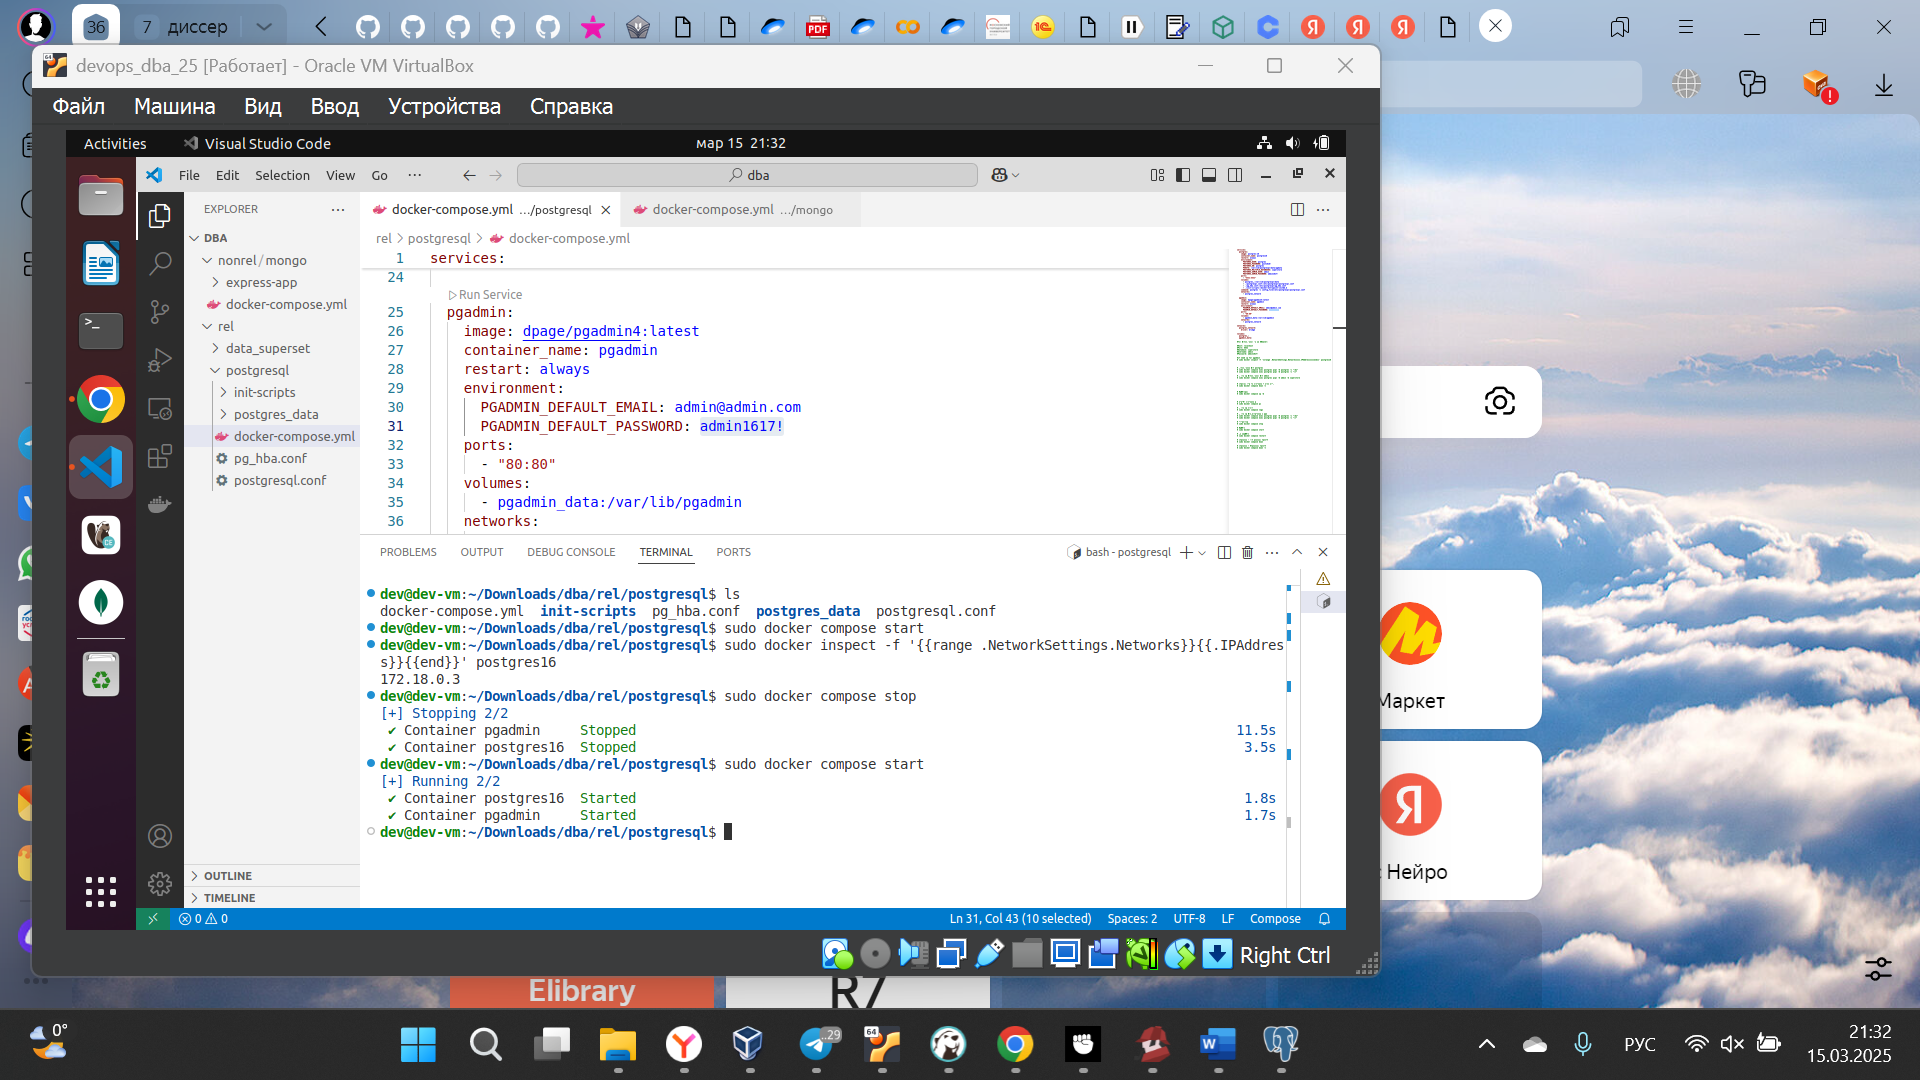 36
7
диссер
devops_dba_25 [Работает] - Oracle VM VirtualBox
Файл Машина Вид Ввод Устройства Справка
Activities
Visual Studio Code
мар 15 21:32
File Edit Selection View Go ···
dba
EXPLORER
DBA
nonrel / mongo
express-app
docker-compose.yml
rel
data_superset
postgresql
init-scripts
postgres_data
docker-compose.yml
pg_hba.conf
postgresql.conf
OUTLINE
TIMELINE
docker-compose.yml .../postgresql
docker-compose.yml .../mongo
rel > postgresql > docker-compose.yml
1 services:
24
Run Service
25 pgadmin:
26 image: dpage/pgadmin4:latest
27 container_name: pgadmin
28 restart: always
29 environment:
30 PGADMIN_DEFAULT_EMAIL: admin@admin.com
31 PGADMIN_DEFAULT_PASSWORD: admin1617!
32 ports:
33 - "80:80"
34 volumes:
35 - pgadmin_data:/var/lib/pgadmin
36 networks:
PROBLEMS OUTPUT DEBUG CONSOLE TERMINAL PORTS
bash - postgresql
dev@dev-vm:~/Downloads/dba/rel/postgresql$ ls
docker-compose.yml init-scripts pg_hba.conf postgres_data postgresql.conf
dev@dev-vm:~/Downloads/dba/rel/postgresql$ sudo docker compose start
dev@dev-vm:~/Downloads/dba/rel/postgresql$ sudo docker inspect -f '{{range .NetworkSettings.Networks}}{{.IPAddres
s}}{{end}}' postgres16
172.18.0.3
dev@dev-vm:~/Downloads/dba/rel/postgresql$ sudo docker compose stop
[+] Stopping 2/2
✔ Container pgadmin Stopped 11.5s
✔ Container postgres16 Stopped 3.5s
dev@dev-vm:~/Downloads/dba/rel/postgresql$ sudo docker compose start
[+] Running 2/2
✔ Container postgres16 Started 1.8s
✔ Container pgadmin Started 1.7s
dev@dev-vm:~/Downloads/dba/rel/postgresql$
0 0
Ln 31, Col 43 (10 selected) Spaces: 2 UTF-8 LF Compose
Right Ctrl
Маркет
Нейро
Elibrary
R7
0°
РУС
21:32
15.03.2025